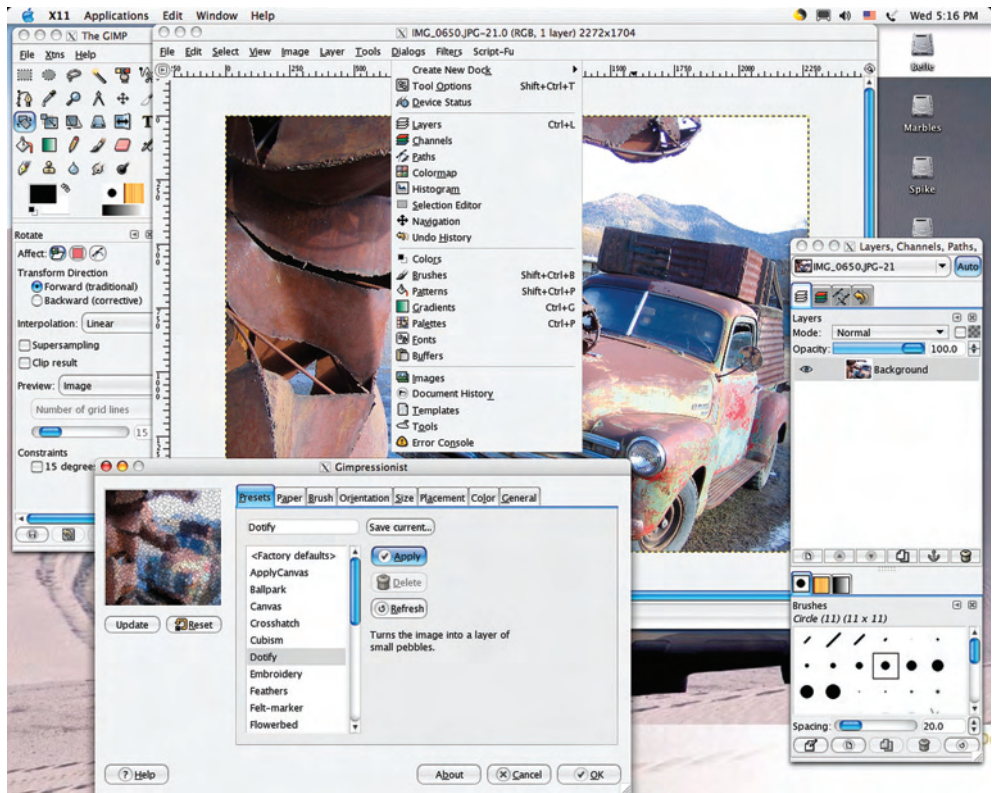 X11 Applications Edit Window Help
Wed 5:16 PM
The GIMP
File Xtns Help
Rotate
Affect:
Transform Direction
Forward (traditional)
Backward (corrective)
Interpolation: Linear
Supersampling
Clip result
Preview: Image
Number of grid lines
15
Constraints
15 degree
IMG_0650.JPG-21.0 (RGB, 1 layer) 2272x1704
File Edit Select View Image Layer Tools Dialogs Filters Script-Fu
0 250 500 1500 1750 2000 2250
Create New Dock
Tool Options Shift+Ctrl+T
Device Status
Layers Ctrl+L
Channels
Paths
Colormap
Histogram
Selection Editor
Navigation
Undo History
Colors
Brushes Shift+Ctrl+B
Patterns Shift+Ctrl+P
Gradients Ctrl+G
Palettes Ctrl+P
Fonts
Buffers
Images
Document History
Templates
Tools
Error Console
Belle
Marbles
Spike
Layers, Channels, Paths,
IMG_0650.JPG-21 Auto
Layers
Mode: Normal
Opacity: 100.0
Background
Brushes
Circle (11) (11 x 11)
Spacing: 20.0
Gimpressionist
Presets Paper Brush Orientation Size Placement Color General
Dotify Save current...
<Factory defaults>
ApplyCanvas
Ballpark
Canvas
Crosshatch
Cubism
Dotify
Embroidery
Feathers
Felt-marker
Flowerbed
Apply
Delete
Refresh
Turns the image into a layer of
small pebbles.
Update Reset
Help About Cancel OK